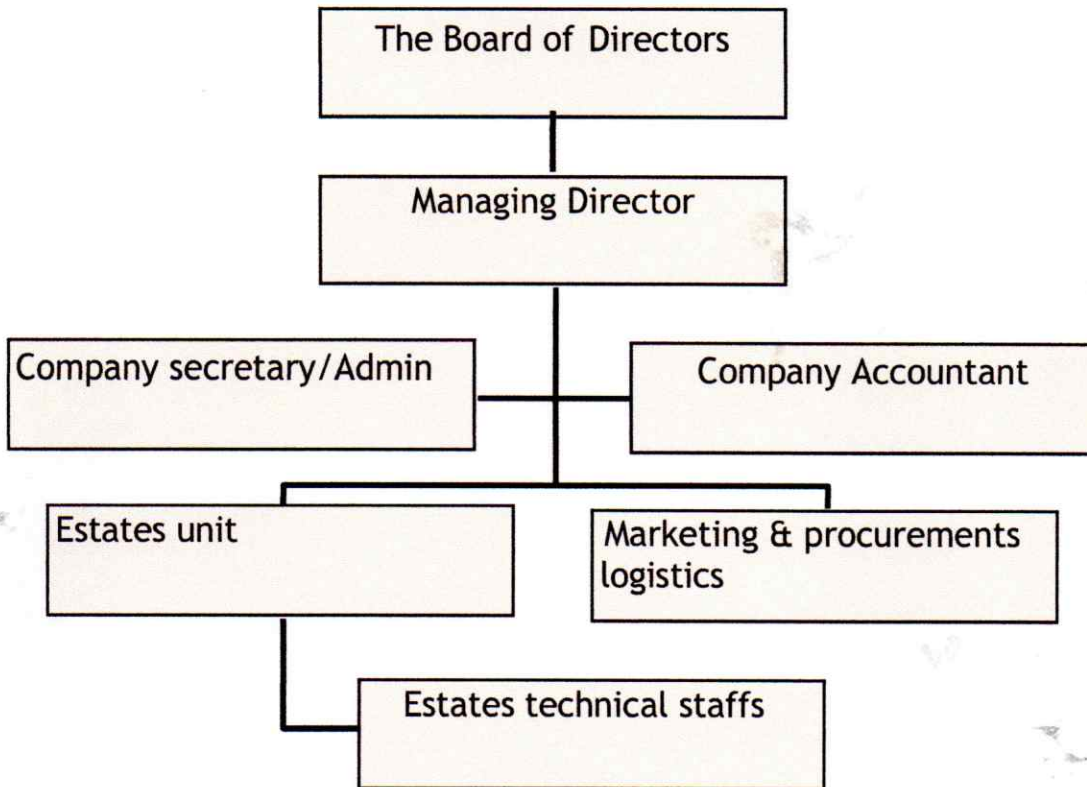 The Board of Directors
Managing Director
Company secretary/Admin
Company Accountant
Estates unit
Marketing & procurements
logistics
Estates technical staffs